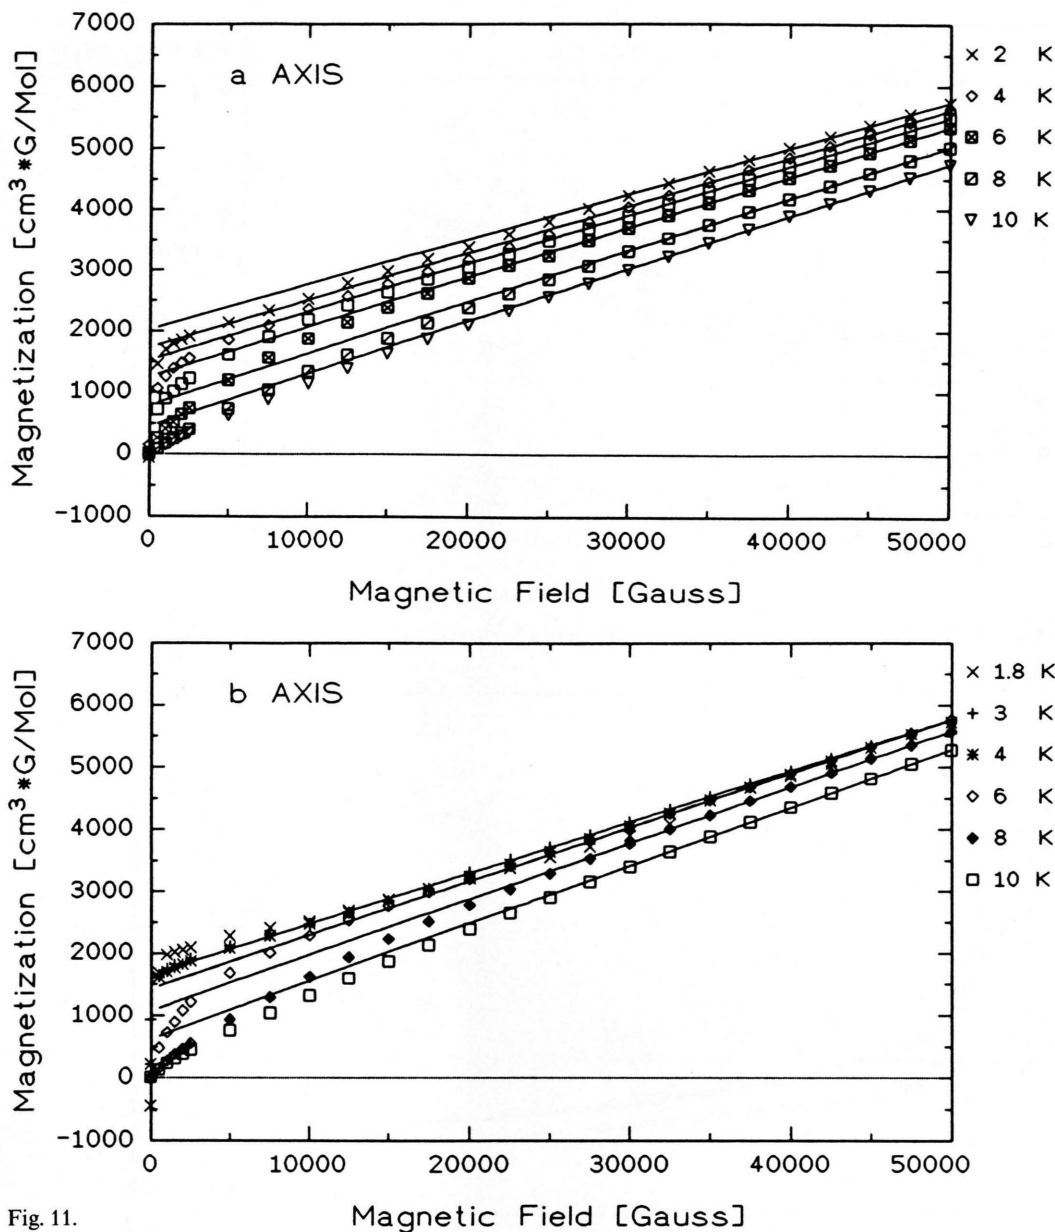 7000
6000
5000
4000
3000
2000
1000
0
-1000
Magnetization [cm³*G/Mol]
a AXIS
× 2 K
◇ 4 K
⊠ 6 K
⧄ 8 K
▽ 10 K
0 10000 20000 30000 40000 50000
Magnetic Field [Gauss]
7000
6000
5000
4000
3000
2000
1000
0
-1000
Magnetization [cm³*G/Mol]
b AXIS
× 1.8 K
+ 3 K
* 4 K
◇ 6 K
◆ 8 K
□ 10 K
0 10000 20000 30000 40000 50000
Magnetic Field [Gauss]
Fig. 11.